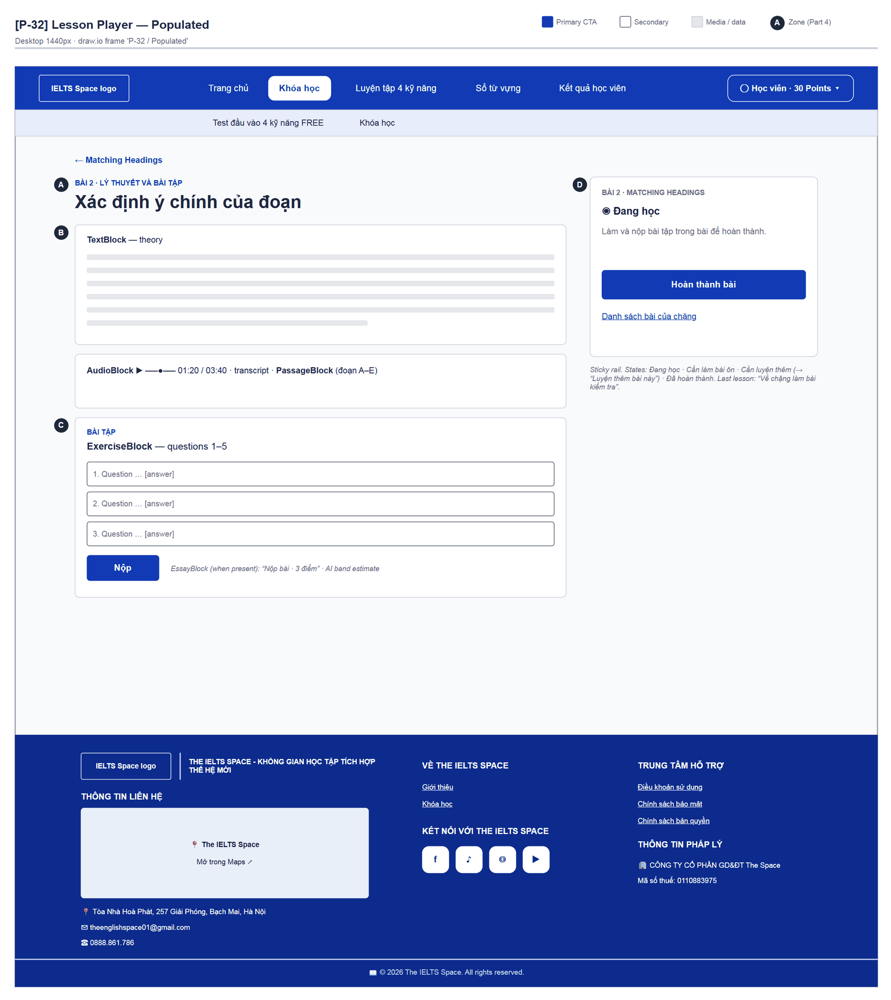 [P-32] Lesson Player — Populated
Desktop 1440px · draw.io frame 'P-32 / Populated'
Primary CTA
Secondary
Media / data
A Zone (Part 4)
IELTS Space logo
Trang chủ
Khóa học
Luyện tập 4 kỹ năng
Sổ từ vựng
Kết quả học viên
◯ Học viên · 30 Points ▾
Test đầu vào 4 kỹ năng FREE
Khóa học
← Matching Headings
A
BÀI 2 · LÝ THUYẾT VÀ BÀI TẬP
Xác định ý chính của đoạn
B
TextBlock — theory
AudioBlock ▶ ──●── 01:20 / 03:40 · transcript · PassageBlock (đoạn A–E)
C
BÀI TẬP
ExerciseBlock — questions 1–5
1. Question … [answer]
2. Question … [answer]
3. Question … [answer]
Nộp
EssayBlock (when present): “Nộp bài · 3 điểm” · AI band estimate
D
BÀI 2 · MATCHING HEADINGS
◉ Đang học
Làm và nộp bài tập trong bài để hoàn thành.
Hoàn thành bài
Danh sách bài của chặng
Sticky rail. States: Đang học · Cần làm bài ôn · Cần luyện thêm (→
“Luyện thêm bài này”) · Đã hoàn thành. Last lesson: “Về chặng làm bài
kiểm tra”.
IELTS Space logo
THE IELTS SPACE - KHÔNG GIAN HỌC TẬP TÍCH HỢP
THẾ HỆ MỚI
THÔNG TIN LIÊN HỆ
📍 The IELTS Space
Mở trong Maps ↗
📍 Tòa Nhà Hoà Phát, 257 Giải Phóng, Bạch Mai, Hà Nội
✉ theenglishspace01@gmail.com
☎ 0888.861.786
VỀ THE IELTS SPACE
Giới thiệu
Khóa học
KẾT NỐI VỚI THE IELTS SPACE
f ♪ ◎ ▶
TRUNG TÂM HỖ TRỢ
Điều khoản sử dụng
Chính sách bảo mật
Chính sách bản quyền
THÔNG TIN PHÁP LÝ
🏢 CÔNG TY CỔ PHẦN GD&ĐT The Space
Mã số thuế: 0110883975
📖 © 2026 The IELTS Space. All rights reserved.